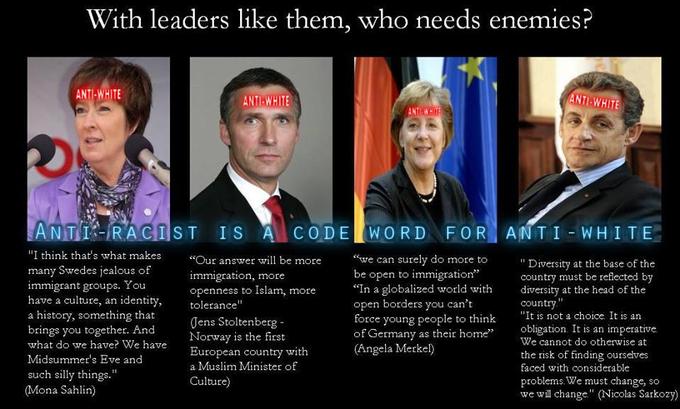 With leaders like them, who needs enemies?
ANTI-WHITE
ANTI-WHITE
ANTI-WHITE
ANTI-WHITE
ANTI-RACIST IS A CODE WORD FOR ANTI-WHITE
"I think that's what makes
many Swedes jealous of
immigrant groups. You
have a culture, an identity,
a history, something that
brings you together. And
what do we have? We have
Midsummer's Eve and
such silly things."
(Mona Sahlin)
“Our answer will be more
immigration, more
openness to Islam, more
tolerance"
(Jens Stoltenberg -
Norway is the first
European country with
a Muslim Minister of
Culture)
“we can surely do more to
be open to immigration”
“In a globalized world with
open borders you can’t
force young people to think
of Germany as their home”
(Angela Merkel)
" Diversity at the base of the
country must be reflected by
diversity at the head of the
country."
"It is not a choice. It is an
obligation. It is an imperative.
We cannot do otherwise at
the risk of finding ourselves
faced with considerable
problems.We must change, so
we will change." (Nicolas Sarkozy)